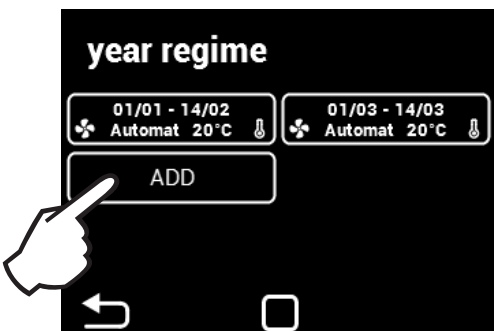 year regime
01/01 - 14/02
Automat 20°C
01/03 - 14/03
Automat 20°C
ADD